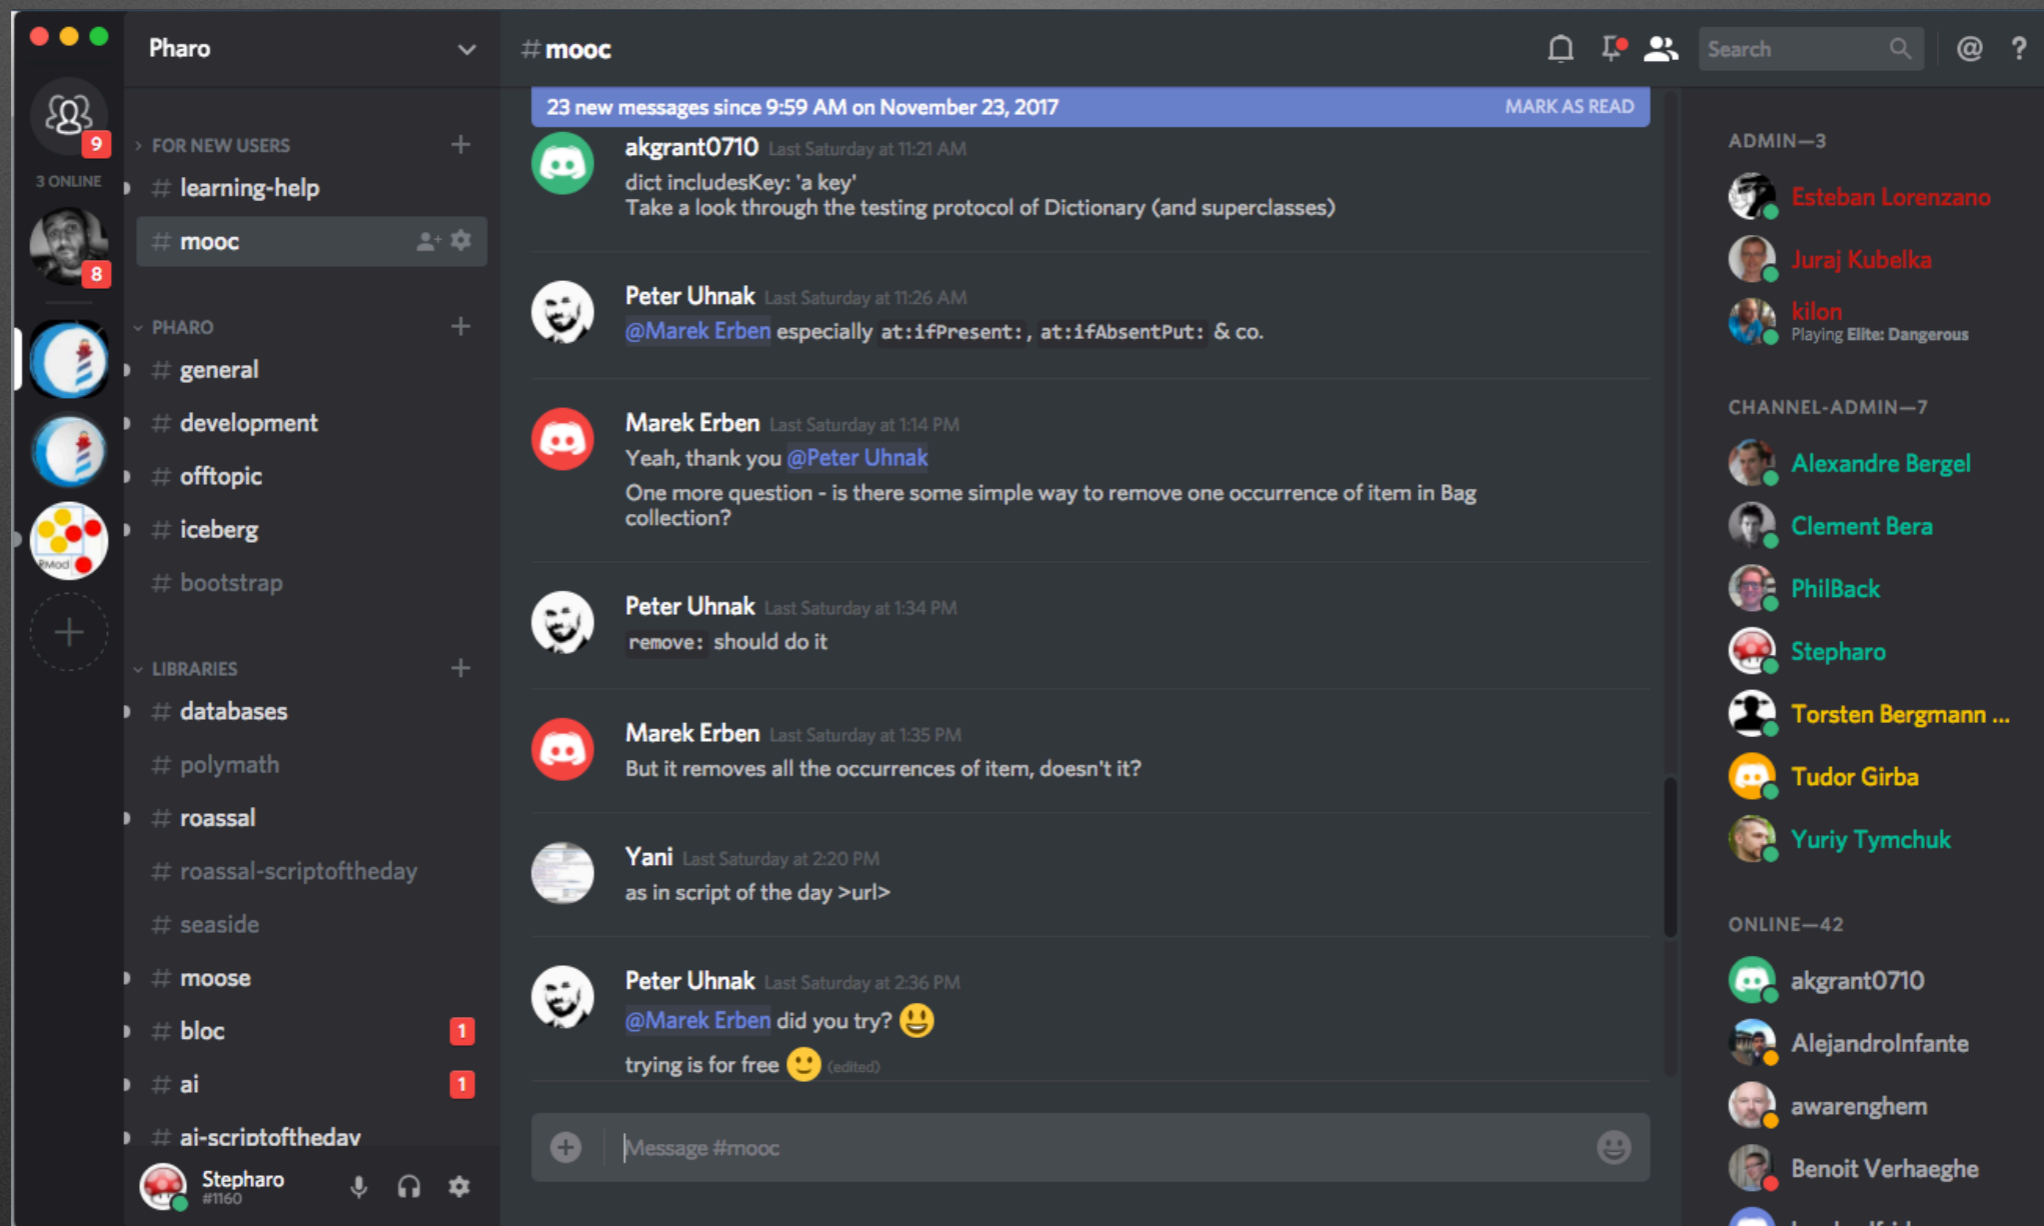 9
3 ONLINE
8
RMod
Pharo
FOR NEW USERS
# learning-help
# mooc
PHARO
# general
# development
# offtopic
# iceberg
# bootstrap
LIBRARIES
# databases
# polymath
# roassal
# roassal-scriptoftheday
# seaside
# moose
# bloc 1
# ai 1
# ai-scriptoftheday
Stepharo
#1160
# mooc
Search
@ ?
23 new messages since 9:59 AM on November 23, 2017 MARK AS READ
akgrant0710 Last Saturday at 11:21 AM
dict includesKey: 'a key'
Take a look through the testing protocol of Dictionary (and superclasses)
Peter Uhnak Last Saturday at 11:26 AM
@Marek Erben especially at:ifPresent:, at:ifAbsentPut: & co.
Marek Erben Last Saturday at 1:14 PM
Yeah, thank you @Peter Uhnak
One more question - is there some simple way to remove one occurrence of item in Bag
collection?
Peter Uhnak Last Saturday at 1:34 PM
remove: should do it
Marek Erben Last Saturday at 1:35 PM
But it removes all the occurrences of item, doesn't it?
Yani Last Saturday at 2:20 PM
as in script of the day >url>
Peter Uhnak Last Saturday at 2:36 PM
@Marek Erben did you try? 😃
trying is for free 🙂 (edited)
Message #mooc
ADMIN—3
Esteban Lorenzano
Juraj Kubelka
kilon
Playing Elite: Dangerous
CHANNEL-ADMIN—7
Alexandre Bergel
Clement Bera
PhilBack
Stepharo
Torsten Bergmann ...
Tudor Girba
Yuriy Tymchuk
ONLINE—42
akgrant0710
AlejandroInfante
awarenghem
Benoit Verhaeghe